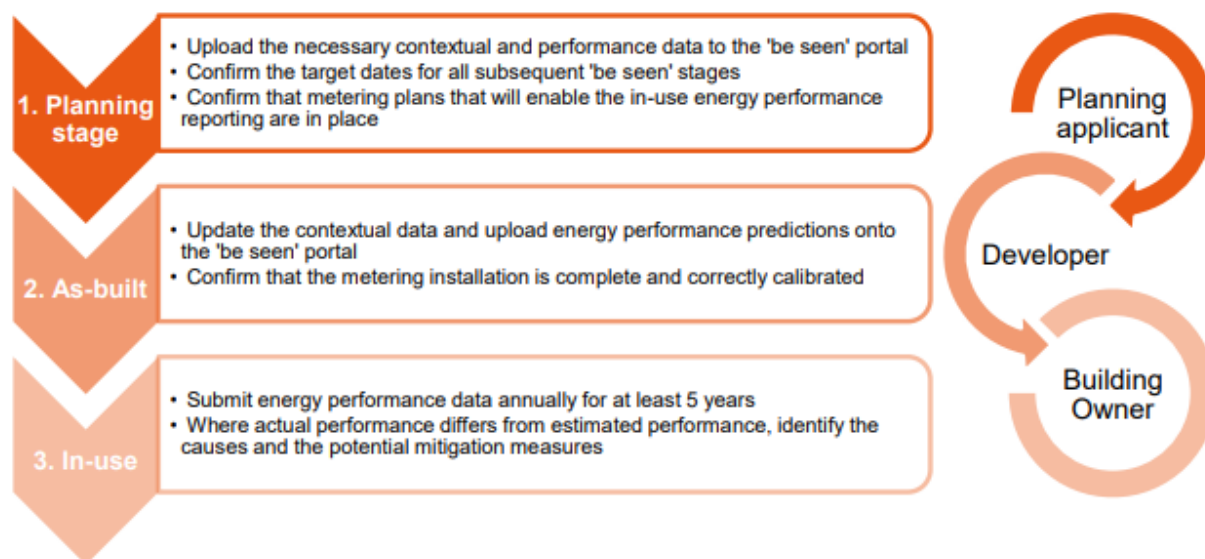 1. Planning
stage
• Upload the necessary contextual and performance data to the 'be seen' portal
• Confirm the target dates for all subsequent 'be seen' stages
• Confirm that metering plans that will enable the in-use energy performance
reporting are in place
Planning
applicant
2. As-built
• Update the contextual data and upload energy performance predictions onto
the 'be seen' portal
• Confirm that the metering installation is complete and correctly calibrated
Developer
3. In-use
• Submit energy performance data annually for at least 5 years
• Where actual performance differs from estimated performance, identify the
causes and the potential mitigation measures
Building
Owner